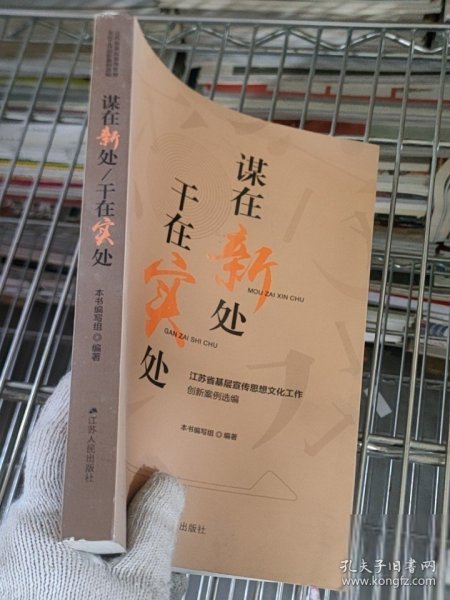 谋在新处/干在实处
本书编写组◎编著
江苏人民出版社
谋在新处
MOU ZAI XIN CHU
干在实处
GAN ZAI SHI CHU
江苏省基层宣传思想文化工作
创新案例选编
本书编写组◎编著
出版社
孔夫子旧书网
www.kongfz.com